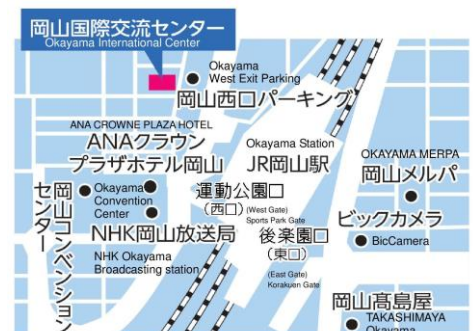 岡山国際交流センター
Okayama International Center
Okayama
West Exit Parking
岡山西口パーキング
ANA CROWNE PLAZA HOTEL
ANAクラウン
プラザホテル岡山
Okayama Station
JR岡山駅
OKAYAMA MERPA
岡山メルパ
Okayama
Convention
Center
岡山コンベンション
センター
運動公園口
(西口)
(West Gate)
Sports Park Gate
ビックカメラ
BicCamera
NHK岡山放送局
NHK Okayama
Broadcasting station
後楽園口
(東口)
(East Gate)
Korakuen Gate
岡山髙島屋
TAKASHIMAYA
Okayama